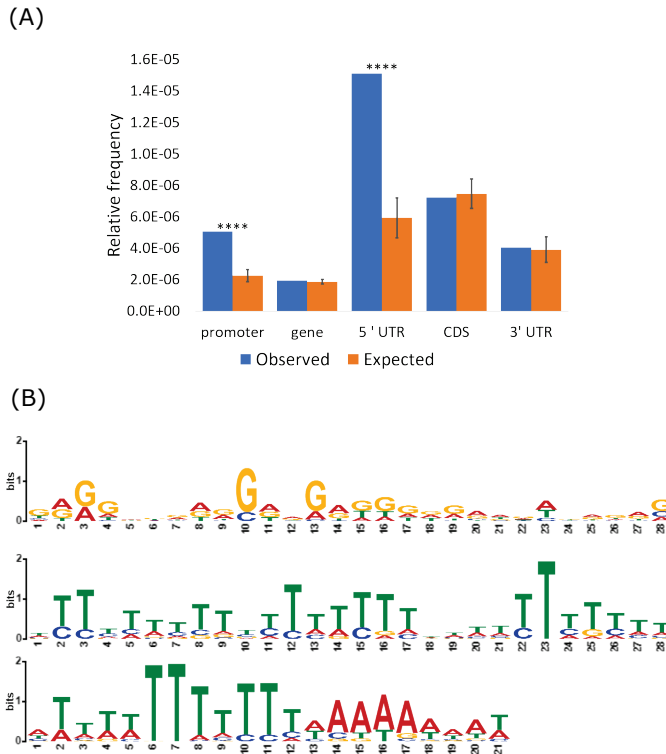 (A)
Relative frequency
1.6E-05
1.4E-05
1.2E-05
1.0E-05
8.0E-06
6.0E-06
4.0E-06
2.0E-06
0.0E+00
****
****
promoter gene 5 ' UTR CDS 3' UTR
Observed Expected
(B)
bits
2
1
0
1 2 3 4 5 6 7 8 9 10 11 12 13 14 15 16 17 18 19 20 21 22 23 24 25 26 27 28
bits
2
1
0
1 2 3 4 5 6 7 8 9 10 11 12 13 14 15 16 17 18 19 20 21 22 23 24 25 26 27 28
bits
2
1
0
1 2 3 4 5 6 7 8 9 10 11 12 13 14 15 16 17 18 19 20 21